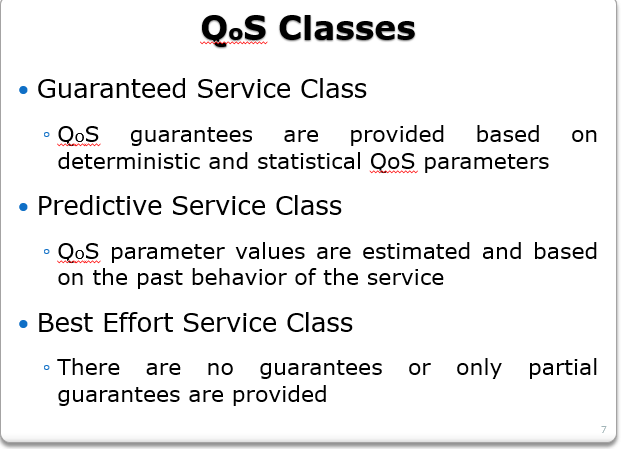 QoS Classes
• Guaranteed Service Class
◦ QoS guarantees are provided based on
deterministic and statistical QoS parameters
• Predictive Service Class
◦ QoS parameter values are estimated and based
on the past behavior of the service
• Best Effort Service Class
◦ There are no guarantees or only partial
guarantees are provided
7